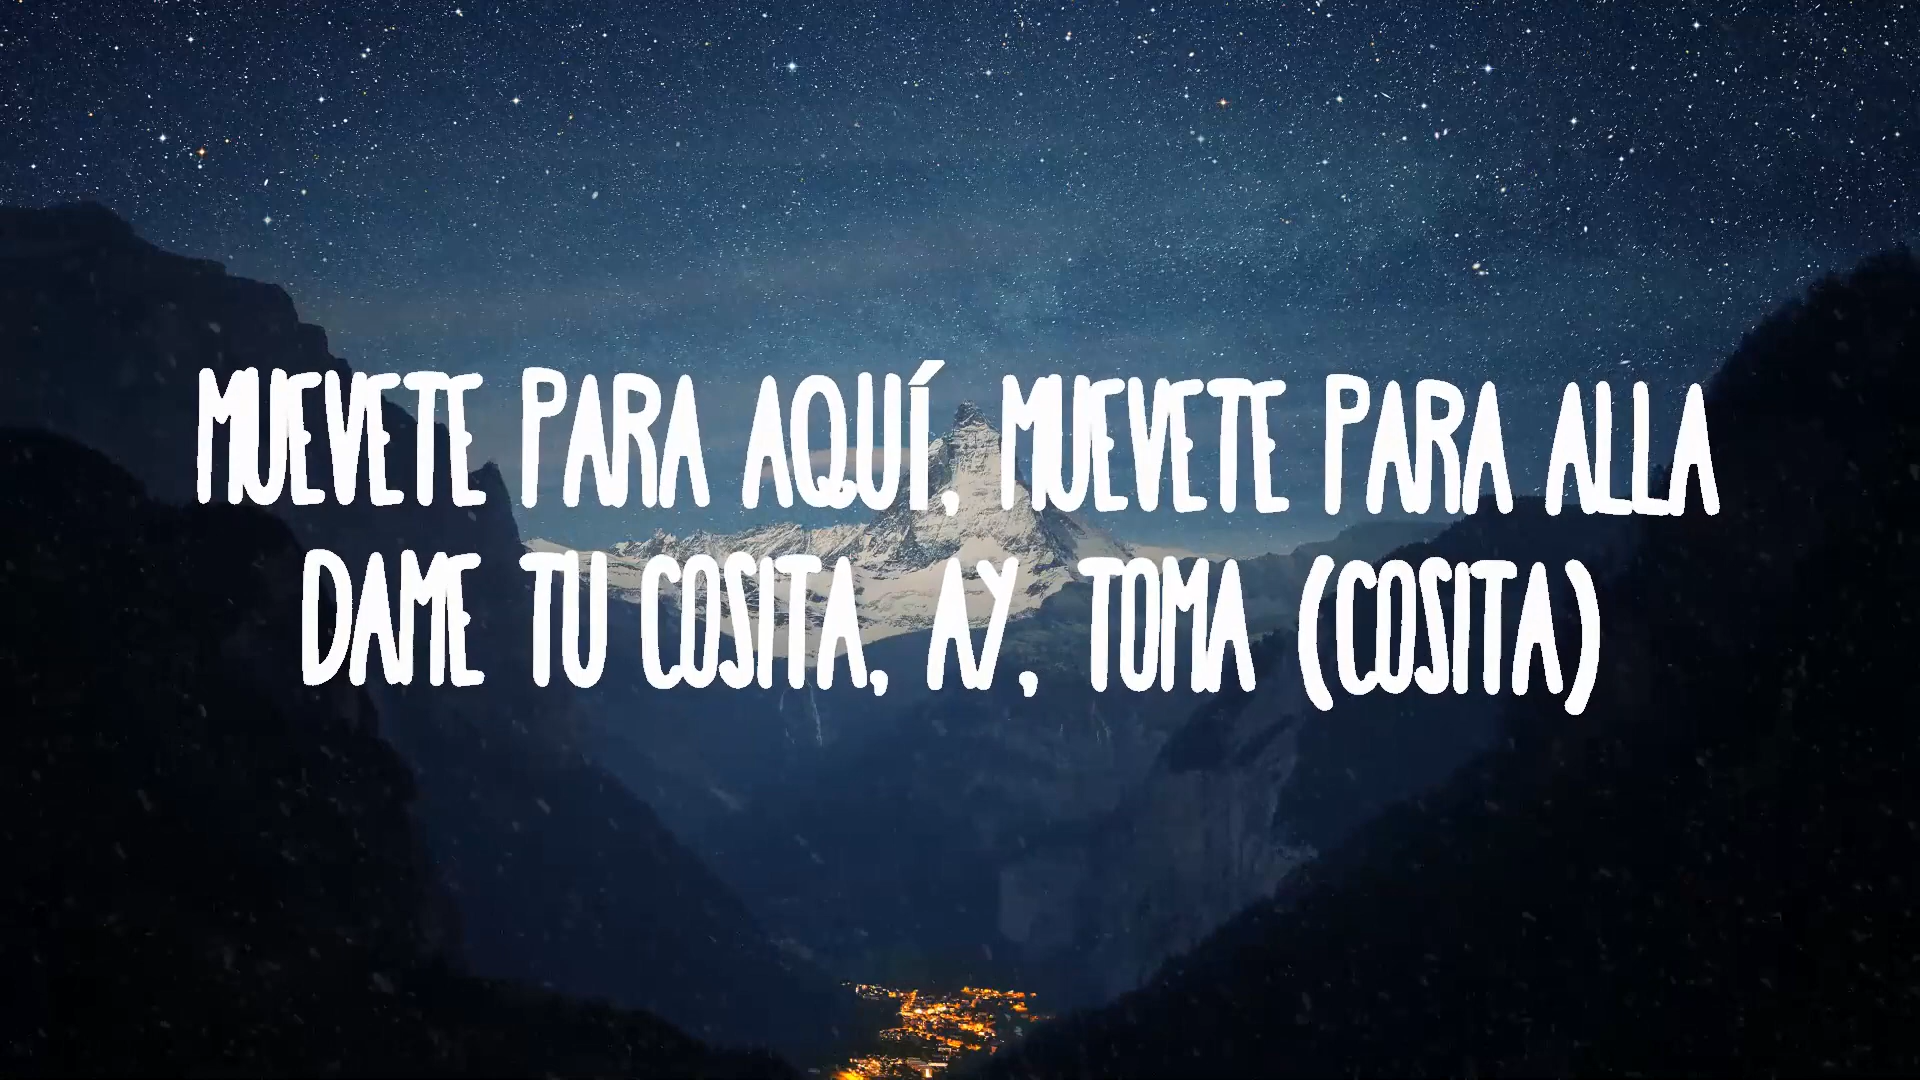 MUEVETE PARA AQUÍ, MUEVETE PARA ALLA
DAME TU COSITA, AY, TOMA (COSITA)